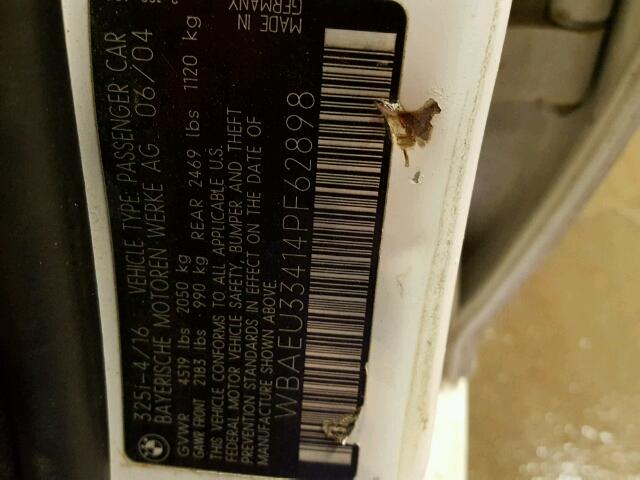 325i-4/16 VEHICLE TYPE: PASSENGER CAR
BAYERISCHE MOTOREN WERKE AG 06/04
GVWR 4519 lbs 2050 kg
GAWR FRONT 2183 lbs 990 kg REAR 2469 lbs 1120 kg
THIS VEHICLE CONFORMS TO ALL APPLICABLE U.S.
FEDERAL MOTOR VEHICLE SAFETY, BUMPER AND THEFT
PREVENTION STANDARDS IN EFFECT ON THE DATE OF
MANUFACTURE SHOWN ABOVE.
MADE IN
GERMANY
WBAEU33414PF62898